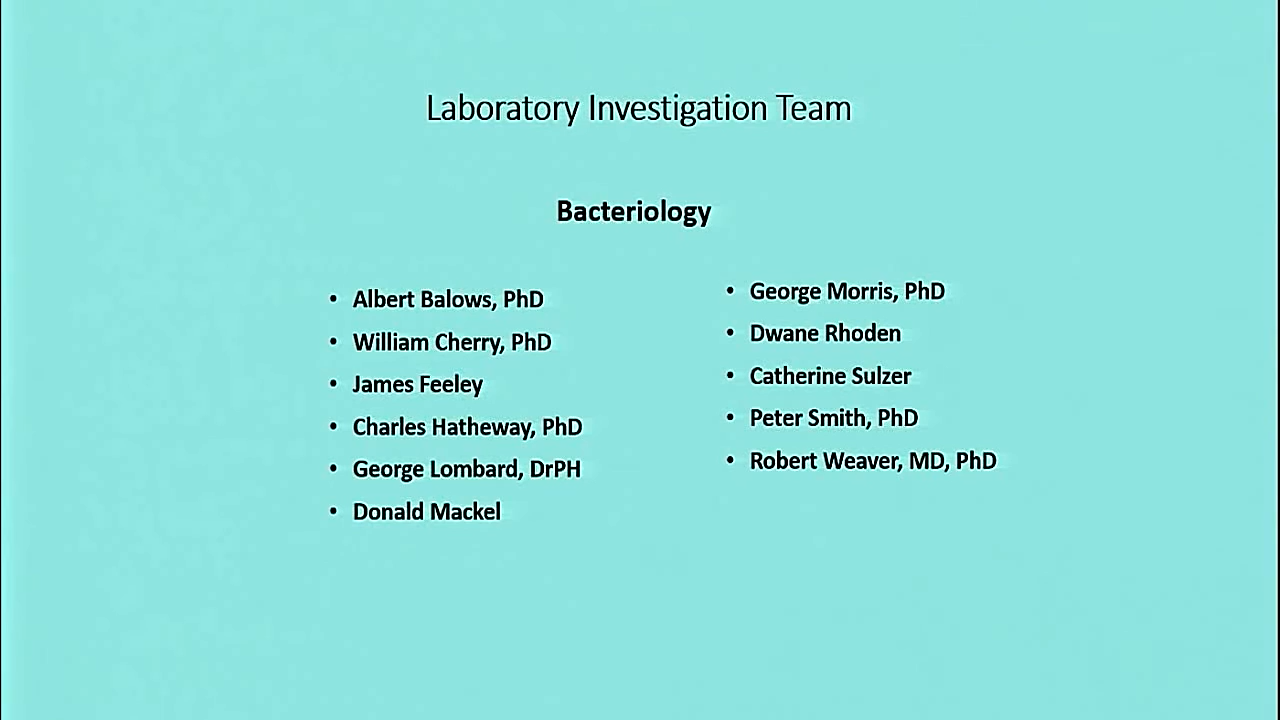 Laboratory Investigation Team
Bacteriology
• Albert Balows, PhD
• William Cherry, PhD
• James Feeley
• Charles Hatheway, PhD
• George Lombard, DrPH
• Donald Mackel
• George Morris, PhD
• Dwane Rhoden
• Catherine Sulzer
• Peter Smith, PhD
• Robert Weaver, MD, PhD